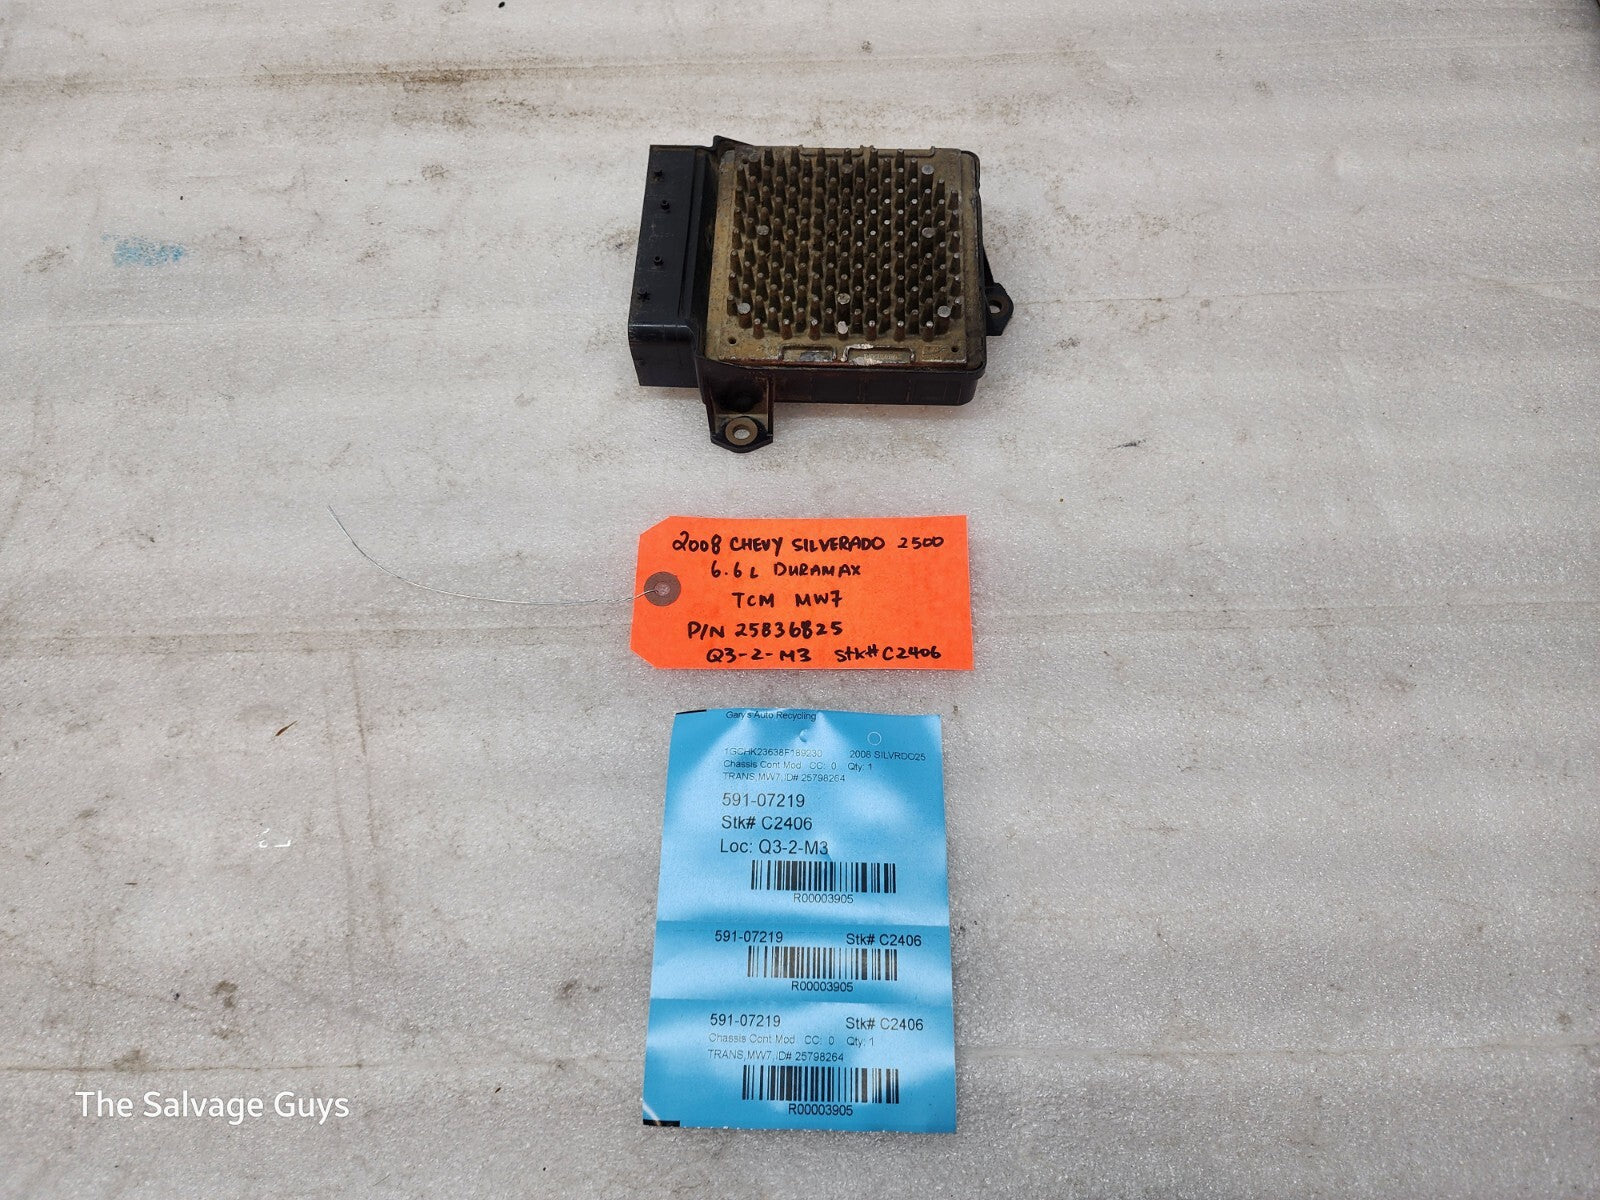 2008 CHEVY SILVERADO 2500
6.6L DURAMAX
TCM MW7
P/N 25836825
Q3-2-M3 Stk# C2406
Gary's Auto Recycling
1GCHK23638F189230 2008 SILVRDO25
Chassis Cont Mod CC: 0 Qty: 1
TRANS,MW7,ID# 25798264
591-07219
Stk# C2406
Loc: Q3-2-M3
R00003905
591-07219 Stk# C2406
R00003905
591-07219 Stk# C2406
Chassis Cont Mod CC: 0 Qty: 1
TRANS,MW7,ID# 25798264
R00003905
The Salvage Guys